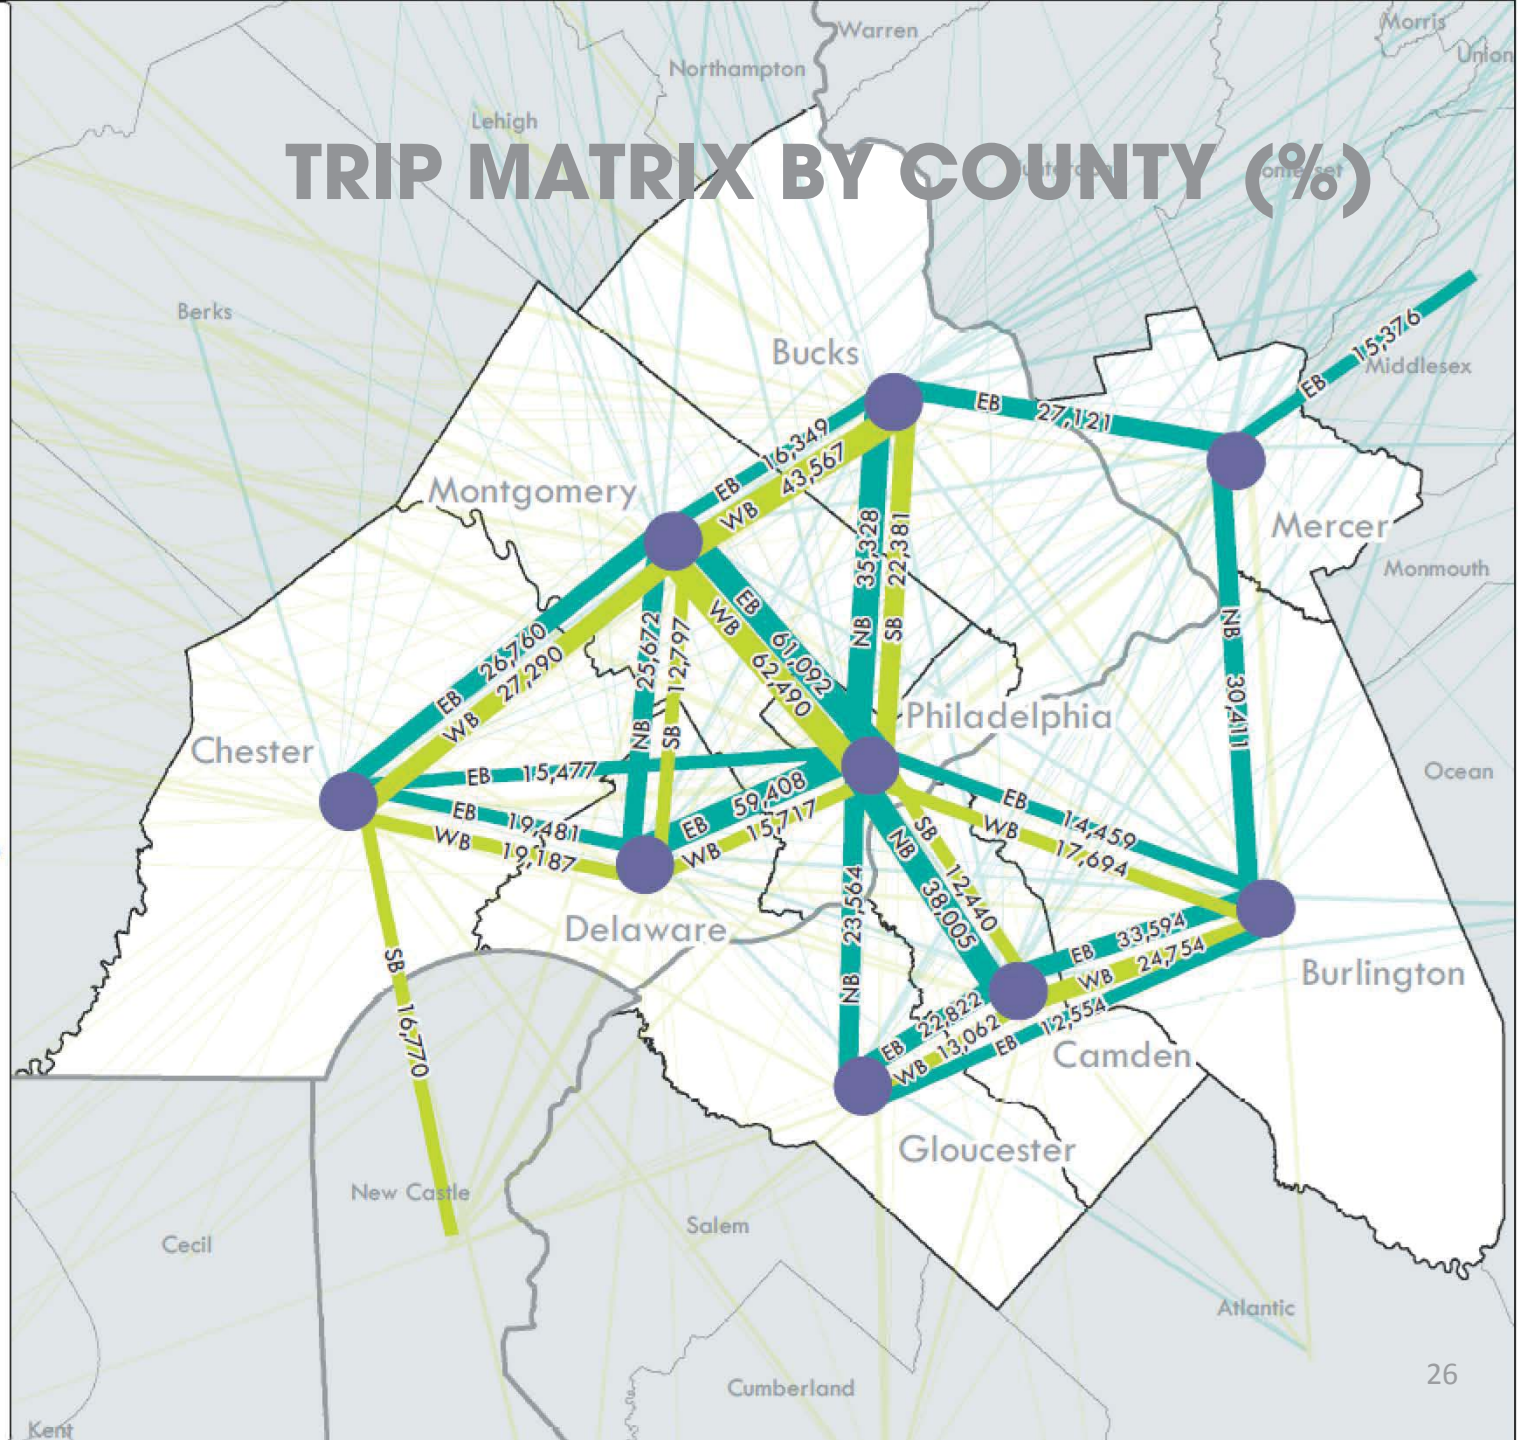 Warren
Morris
Union
Northampton
Lehigh
TRIP MATRIX BY COUNTY (%)
Berks
Bucks
EB 15,376
Middlesex
EB 27,121
EB 16,349
WB 43,567
Montgomery
Mercer
Monmouth
NB 35,328
SB 22,381
EB 61,092
WB 62,490
NB 25,672
SB 12,797
EB 26,760
WB 27,290
NB 30,411
Philadelphia
Chester
Ocean
EB 15,477
EB 19,481
WB 19,187
EB 59,408
WB 15,717
EB 14,459
WB 17,694
SB 12,440
NB 38,005
NB 23,564
Delaware
EB 33,594
WB 24,754
EB 12,554
Burlington
EB 22,822
WB 13,062
Camden
SB 16,770
Gloucester
New Castle
Salem
Cecil
Atlantic
Cumberland
26
Kent